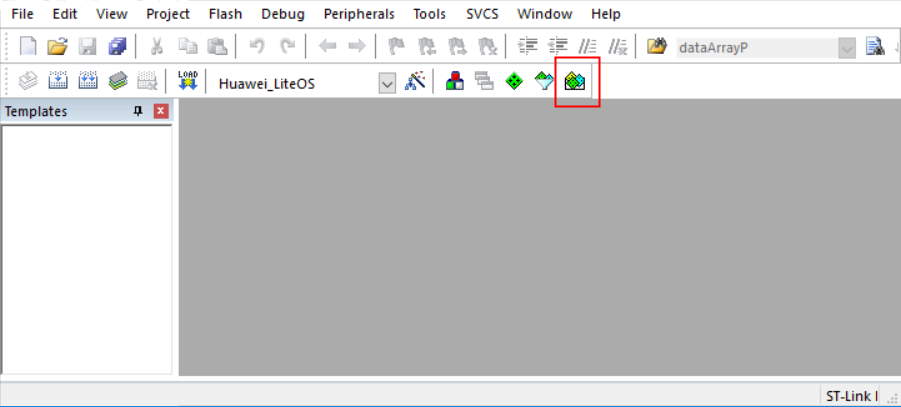 File Edit View Project Flash Debug Peripherals Tools SVCS Window Help
dataArrayP
LOAD Huawei_LiteOS
Templates
ST-Link